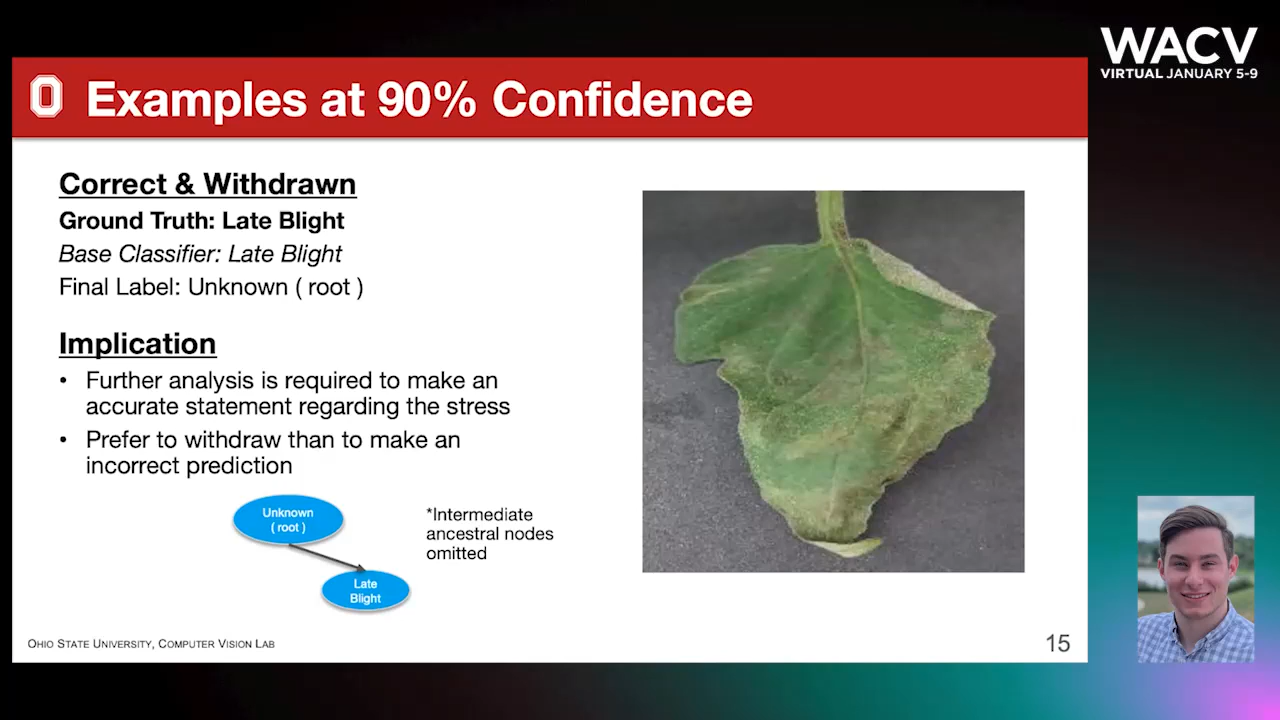 WACV
VIRTUAL JANUARY 5-9
Examples at 90% Confidence
Correct & Withdrawn
Ground Truth: Late Blight
Base Classifier: Late Blight
Final Label: Unknown ( root )
Implication
• Further analysis is required to make an
accurate statement regarding the stress
• Prefer to withdraw than to make an
incorrect prediction
Unknown
( root )
Late
Blight
*Intermediate
ancestral nodes
omitted
OHIO STATE UNIVERSITY, COMPUTER VISION LAB
15